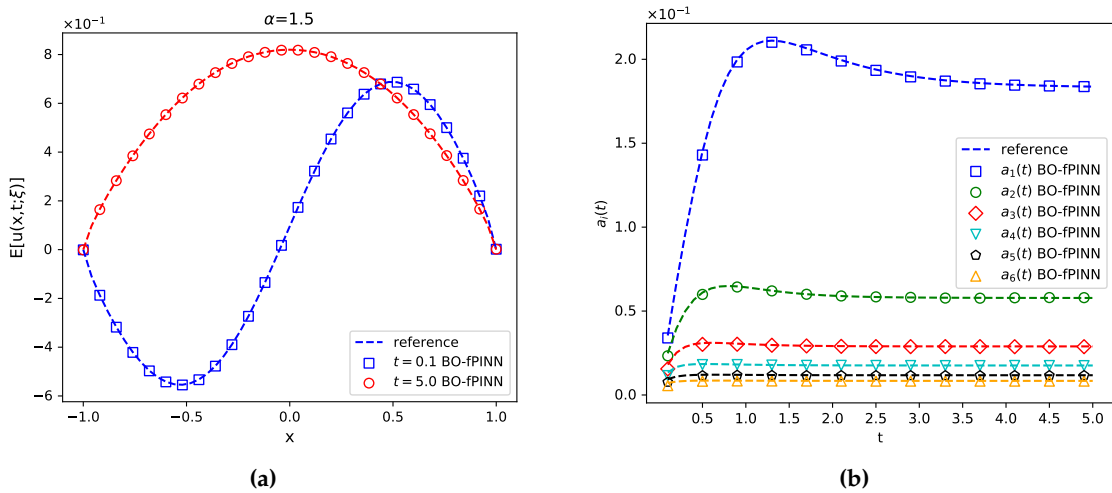 α=1.5
×10⁻¹
8
6
4
2
0
−2
−4
−6
E[u(x,t;ξ)]
−1.0
−0.5
0.0
0.5
1.0
x
reference
t = 0.1 BO-fPINN
t = 5.0 BO-fPINN
(a)
×10⁻¹
2.0
1.5
1.0
0.5
0.0
aᵢ(t)
reference
a₁(t) BO-fPINN
a₂(t) BO-fPINN
a₃(t) BO-fPINN
a₄(t) BO-fPINN
a₅(t) BO-fPINN
a₆(t) BO-fPINN
0.5
1.0
1.5
2.0
2.5
3.0
3.5
4.0
4.5
5.0
t
(b)